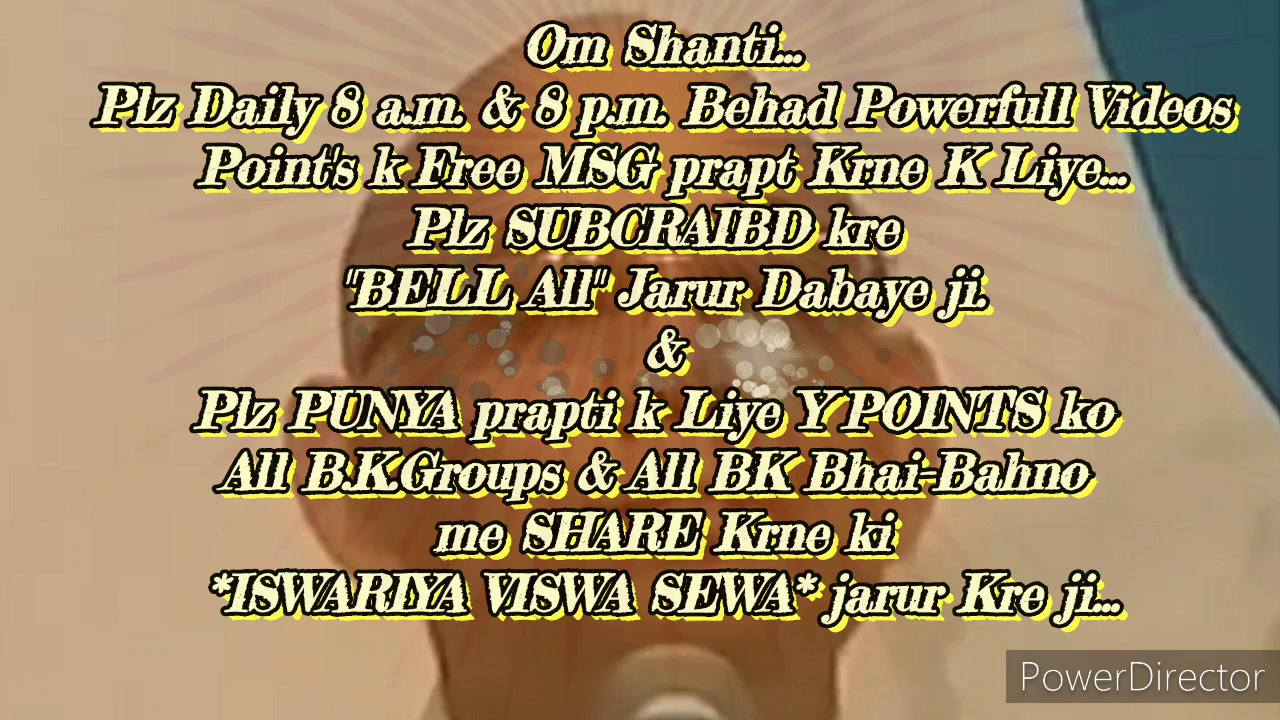 Om Shanti...
Plz Daily 8 a.m. & 8 p.m. Behad Powerfull Videos
Point's k Free MSG prapt Krne K Liye...
Plz SUBCRAIBD kre
"BELL All" Jarur Dabaye ji.
&
Plz PUNYA prapti k Liye Y POINTS ko
All B.K.Groups & All BK Bhai-Bahno
me SHARE Krne ki
*ISWARIYA VISWA SEWA* jarur Kre ji...
PowerDirector